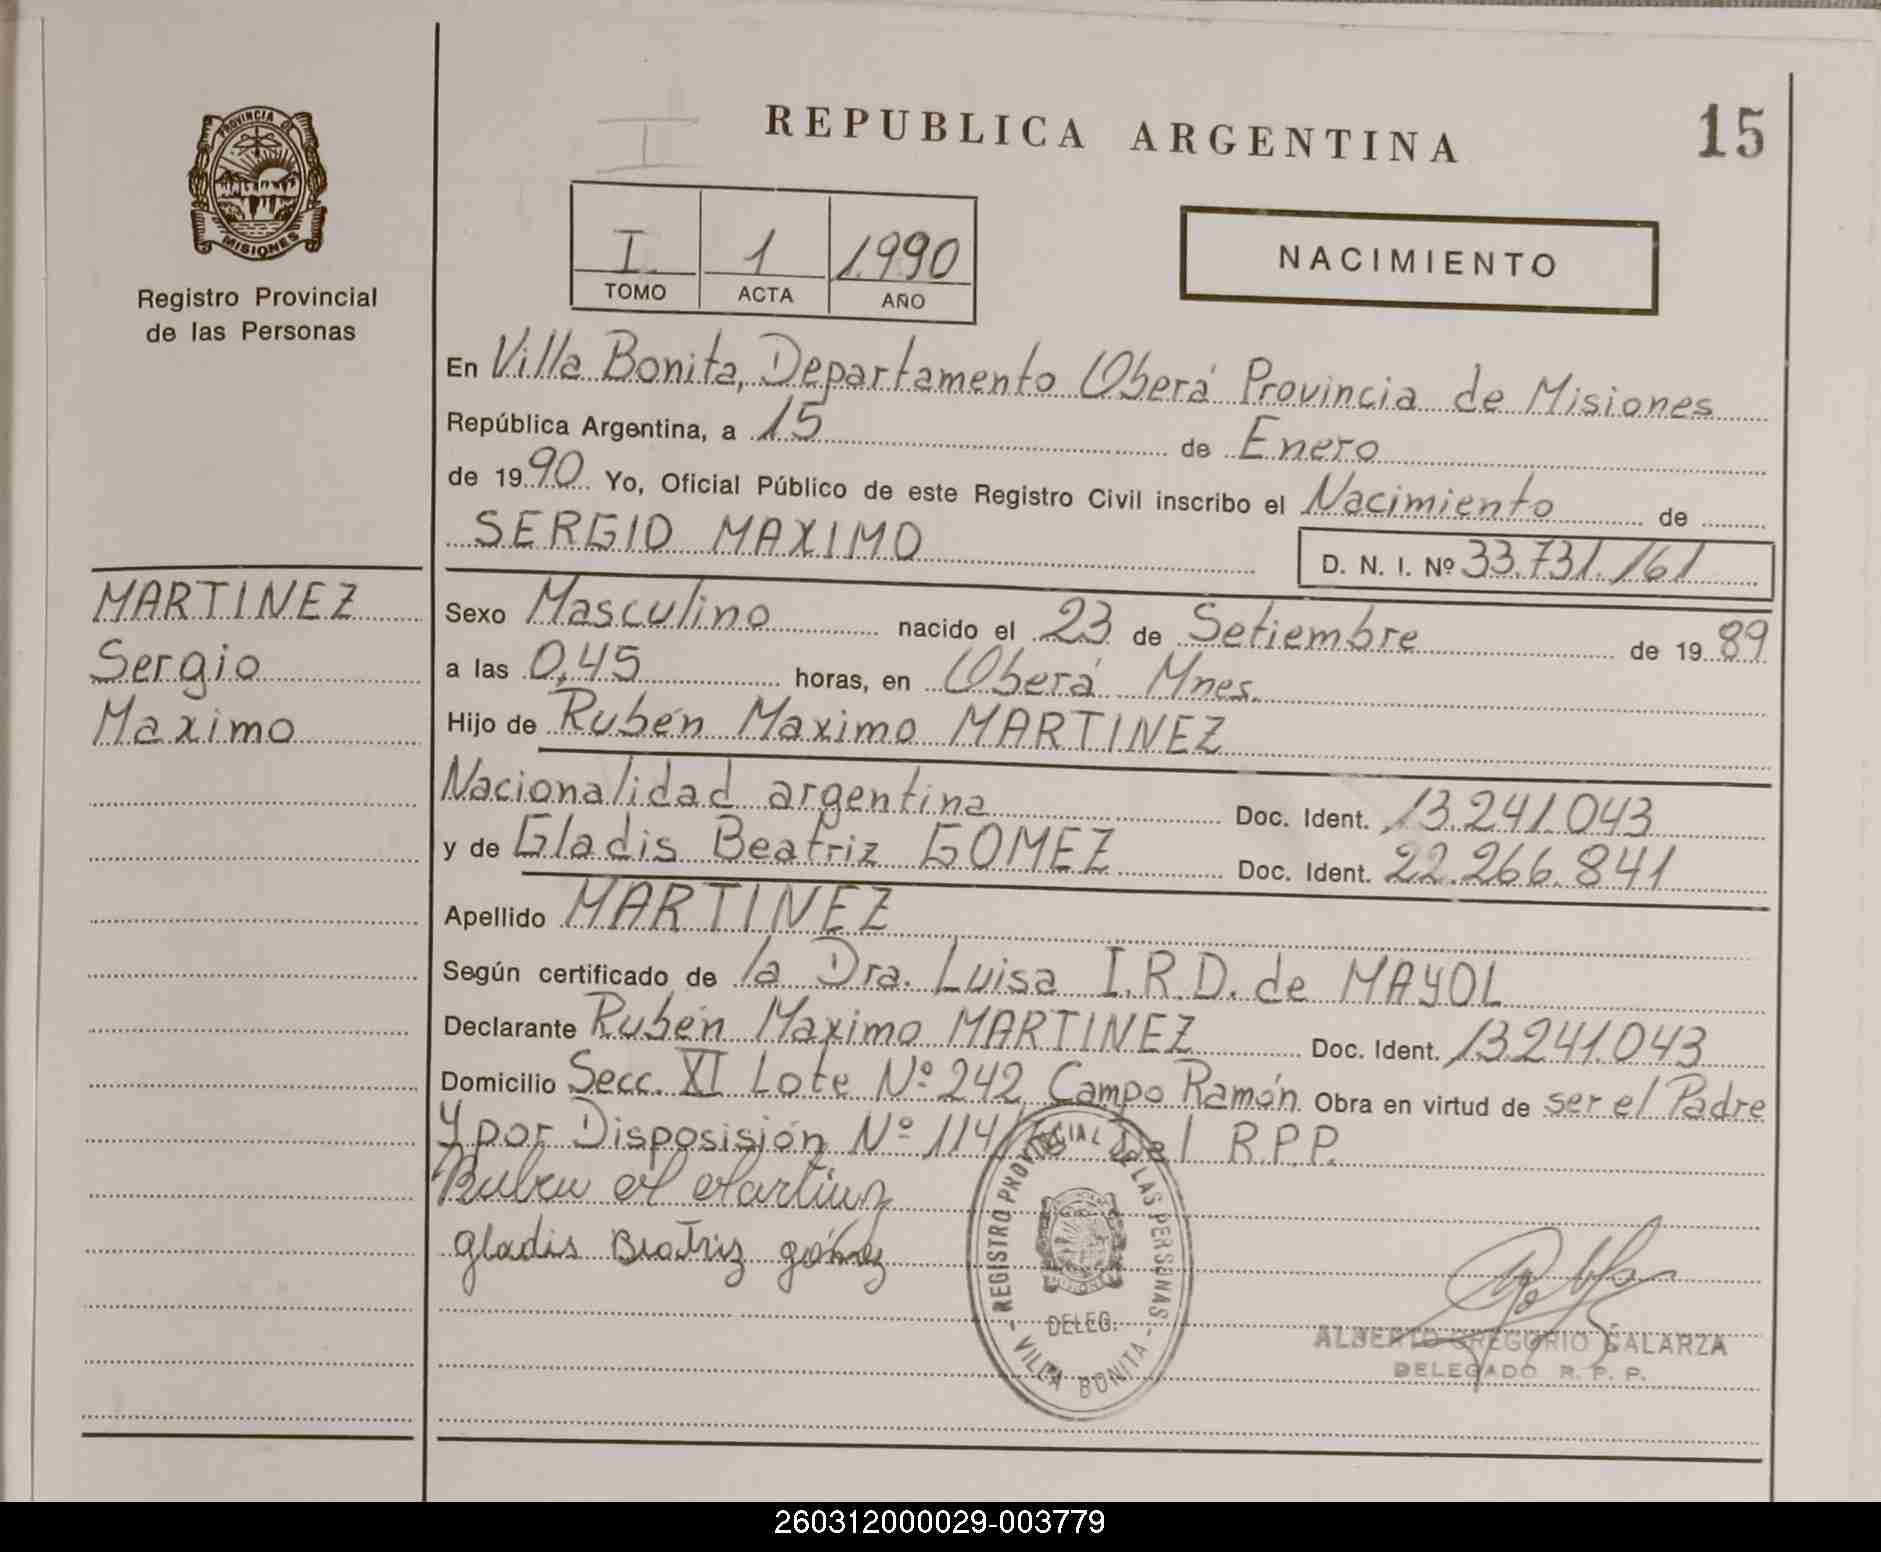 REPUBLICA ARGENTINA
15
PROVINCIA DE
MISIONES
Registro Provincial
de las Personas
I
I 1 1990
TOMO ACTA AÑO
NACIMIENTO
En Villa Bonita, Departamento Oberá Provincia de Misiones
República Argentina, a 15 de Enero
de 1990 Yo, Oficial Público de este Registro Civil inscribo el Nacimiento de
SERGIO MAXIMO D. N. I. Nº 33.731.161
MARTINEZ
Sergio
Maximo
Sexo Masculino nacido el 23 de Setiembre de 1989
a las 0,45 horas, en Oberá Mnes.
Hijo de Rubén Maximo MARTINEZ
Nacionalidad argentina Doc. Ident. 13.241.043
y de Gladis Beatriz GOMEZ Doc. Ident. 22.266.841
Apellido MARTINEZ
Según certificado de la Dra. Luisa I.R.D. de MAYOL
Declarante Rubén Maximo MARTINEZ Doc. Ident. 13.241.043
Domicilio Secc. XI Lote Nº 242 Campo Ramón Obra en virtud de ser el Padre
y por Disposisión Nº 114 del R.P.P.
Ruben M Martinez
gladis Beatriz gómez
REGISTRO PROVINCIAL DE LAS PERSONAS
DELEG.
- VILLA BONITA -
ALBERTO GREGORIO GALARZA
DELEGADO R. P. P.
260312000029-003779